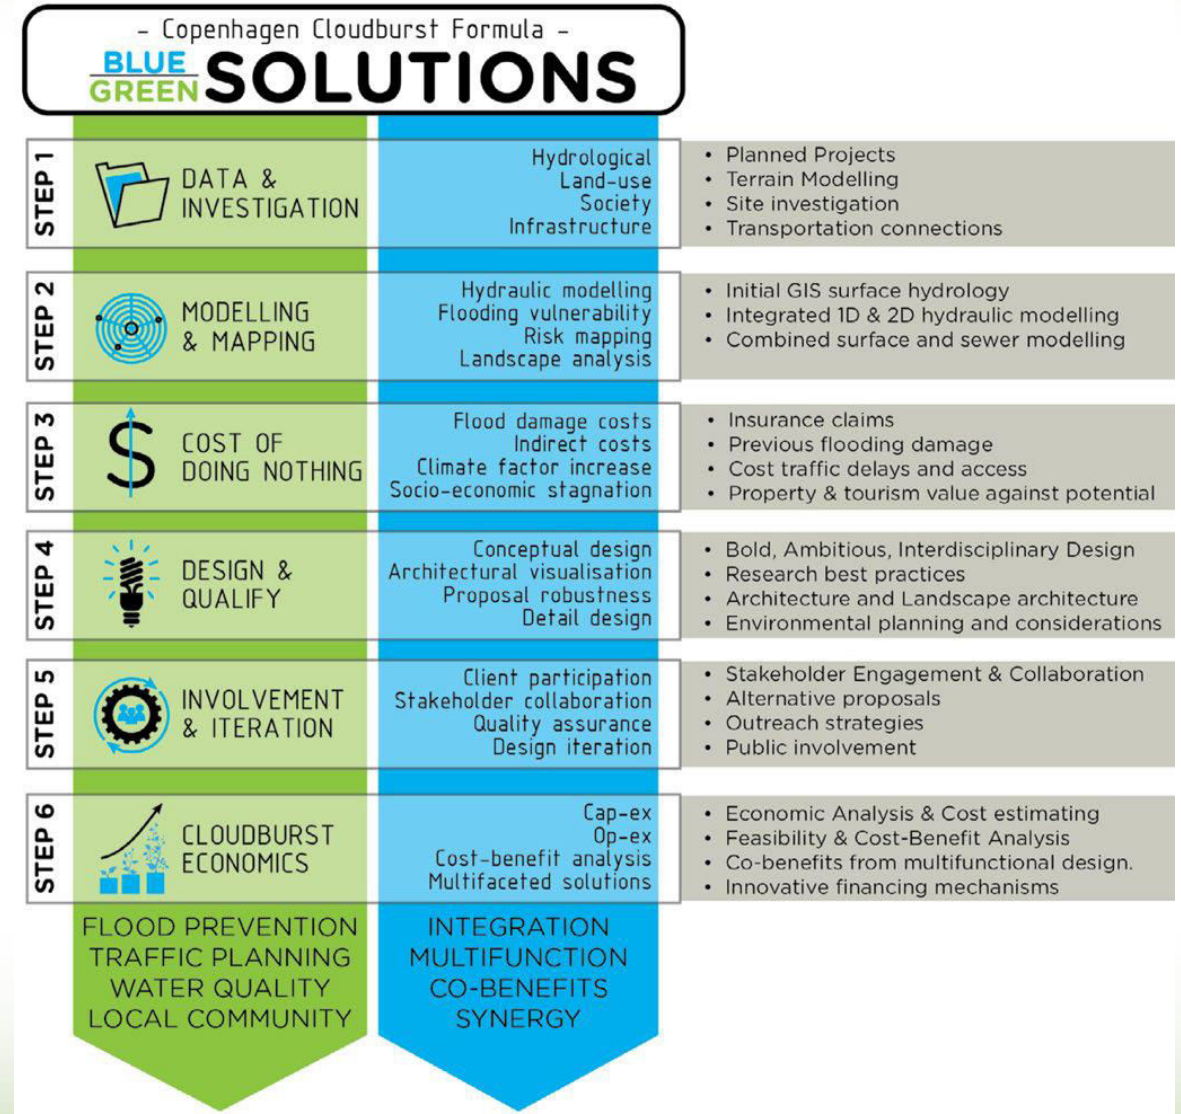 - Copenhagen Cloudburst Formula -
BLUE
GREEN
SOLUTIONS
STEP 1
DATA &
INVESTIGATION
Hydrological
Land-use
Society
Infrastructure
• Planned Projects
• Terrain Modelling
• Site investigation
• Transportation connections
STEP 2
MODELLING
& MAPPING
Hydraulic modelling
Flooding vulnerability
Risk mapping
Landscape analysis
• Initial GIS surface hydrology
• Integrated 1D & 2D hydraulic modelling
• Combined surface and sewer modelling
STEP 3
$
COST OF
DOING NOTHING
Flood damage costs
Indirect costs
Climate factor increase
Socio-economic stagnation
• Insurance claims
• Previous flooding damage
• Cost traffic delays and access
• Property & tourism value against potential
STEP 4
DESIGN &
QUALIFY
Conceptual design
Architectural visualisation
Proposal robustness
Detail design
• Bold, Ambitious, Interdisciplinary Design
• Research best practices
• Architecture and Landscape architecture
• Environmental planning and considerations
STEP 5
INVOLVEMENT
& ITERATION
Client participation
Stakeholder collaboration
Quality assurance
Design iteration
• Stakeholder Engagement & Collaboration
• Alternative proposals
• Outreach strategies
• Public involvement
STEP 6
CLOUDBURST
ECONOMICS
Cap-ex
Op-ex
Cost-benefit analysis
Multifaceted solutions
• Economic Analysis & Cost estimating
• Feasibility & Cost-Benefit Analysis
• Co-benefits from multifunctional design.
• Innovative financing mechanisms
FLOOD PREVENTION
TRAFFIC PLANNING
WATER QUALITY
LOCAL COMMUNITY
INTEGRATION
MULTIFUNCTION
CO-BENEFITS
SYNERGY